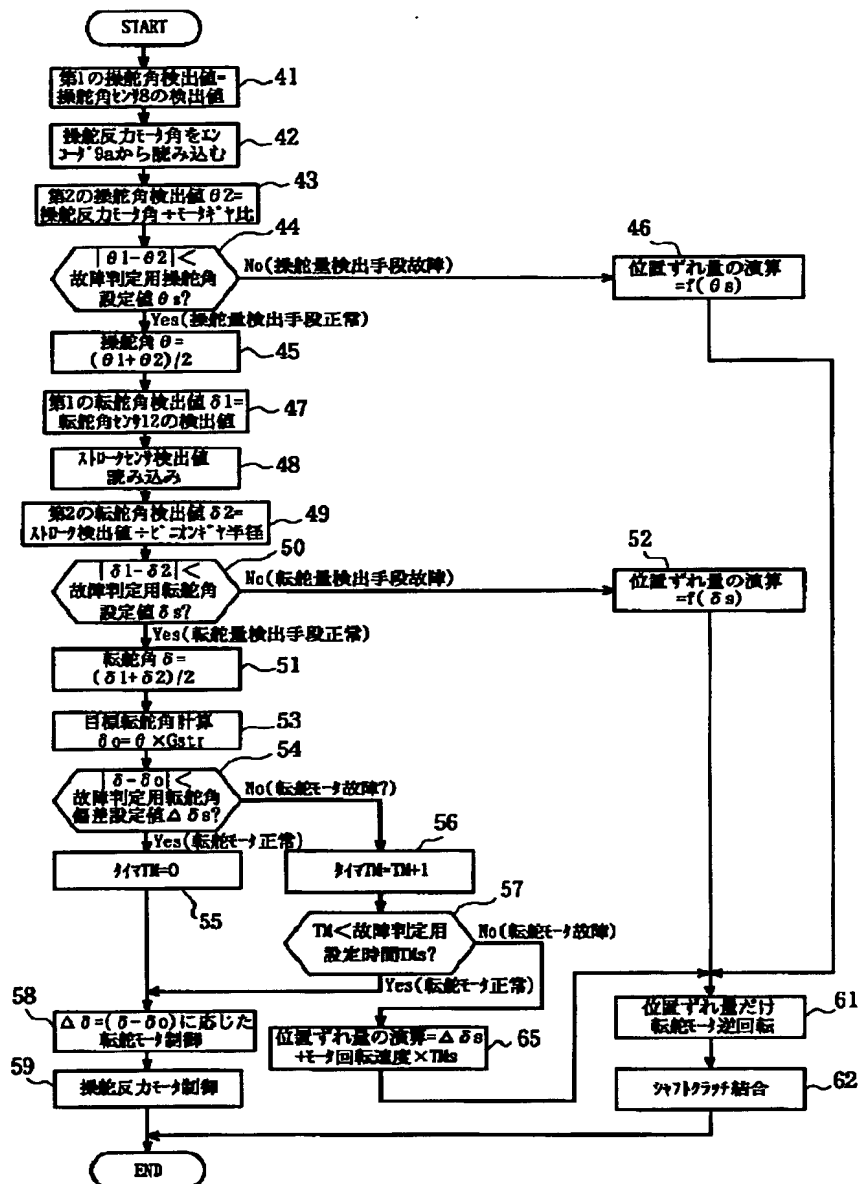 START
第1の操舵角検出値=
操舵角センサ8の検出値
41
操舵反力モータ角をエン
コーダ9aから読み込む
42
第2の操舵角検出値θ2=
操舵反力モータ角÷モータギヤ比
43
|θ1-θ2|<
故障判定用操舵角
設定値θs?
44
No(操舵量検出手段故障)
位置ずれ量の演算
=f(θs)
46
Yes(操舵量検出手段正常)
操舵角θ=
(θ1+θ2)/2
45
第1の転舵角検出値δ1=
転舵角センサ12の検出値
47
ストロークセンサ検出値
読み込み
48
第2の転舵角検出値δ2=
ストローク検出値÷ピニオンギヤ半径
49
|δ1-δ2|<
故障判定用転舵角
設定値δs?
50
No(転舵量検出手段故障)
位置ずれ量の演算
=f(δs)
52
Yes(転舵量検出手段正常)
転舵角δ=
(δ1+δ2)/2
51
目標転舵角計算
δo=θ×Gstr
53
|δ-δo|<
故障判定用転舵角
偏差設定値△δs?
54
No(転舵モータ故障?)
Yes(転舵モータ正常)
タイマTM=0
55
タイマTM=TM+1
56
TM<故障判定用
設定時間TMs?
57
No(転舵モータ故障)
Yes(転舵モータ正常)
△δ=(δ-δo)に応じた
転舵モータ制御
58
位置ずれ量の演算=△δs
+モータ回転速度×TMs
65
位置ずれ量だけ
転舵モータ逆回転
61
操舵反力モータ制御
59
シャフトクラッチ結合
62
END